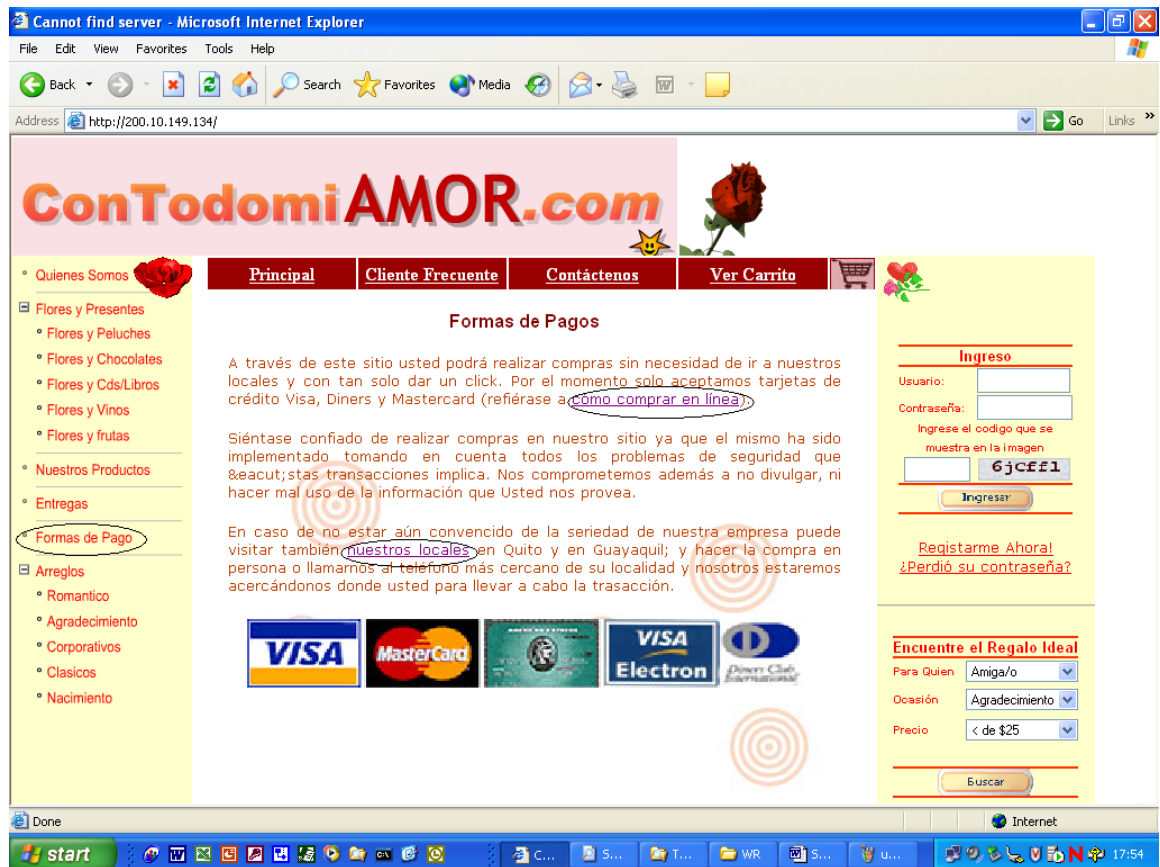 Cannot find server - Microsoft Internet Explorer
File Edit View Favorites Tools Help
Back Search Favorites Media
Address http://200.10.149.134/ Go Links »
ConTodomiAMOR.com
Quienes Somos
Flores y Presentes
Flores y Peluches
Flores y Chocolates
Flores y Cds/Libros
Flores y Vinos
Flores y frutas
Nuestros Productos
Entregas
Formas de Pago
Arreglos
Romantico
Agradecimiento
Corporativos
Clasicos
Nacimiento
Principal Cliente Frecuente Contáctenos Ver Carrito
Formas de Pagos
A través de este sitio usted podrá realizar compras sin necesidad de ir a nuestros
locales y con tan solo dar un click. Por el momento solo aceptamos tarjetas de
crédito Visa, Diners y Mastercard (refiérase a cómo comprar en línea).
Siéntase confiado de realizar compras en nuestro sitio ya que el mismo ha sido
implementado tomando en cuenta todos los problemas de seguridad que
&eacut;stas transacciones implica. Nos comprometemos además a no divulgar, ni
hacer mal uso de la información que Usted nos provea.
En caso de no estar aún convencido de la seriedad de nuestra empresa puede
visitar también nuestros locales en Quito y en Guayaquil; y hacer la compra en
persona o llamarnos al teléfono más cercano de su localidad y nosotros estaremos
acercándonos donde usted para llevar a cabo la trasacción.
VISA MasterCard AMERICAN EXPRESS VISA Electron Diners Club International
Ingreso
Usuario:
Contraseña:
Ingrese el codigo que se
muestra en la imagen
6jcffl
Ingresar
Registarme Ahora!
¿Perdió su contraseña?
Encuentre el Regalo Ideal
Para Quien Amiga/o
Ocasión Agradecimiento
Precio < de $25
Buscar
Done Internet
start C... S... T... WR S... u... 17:54